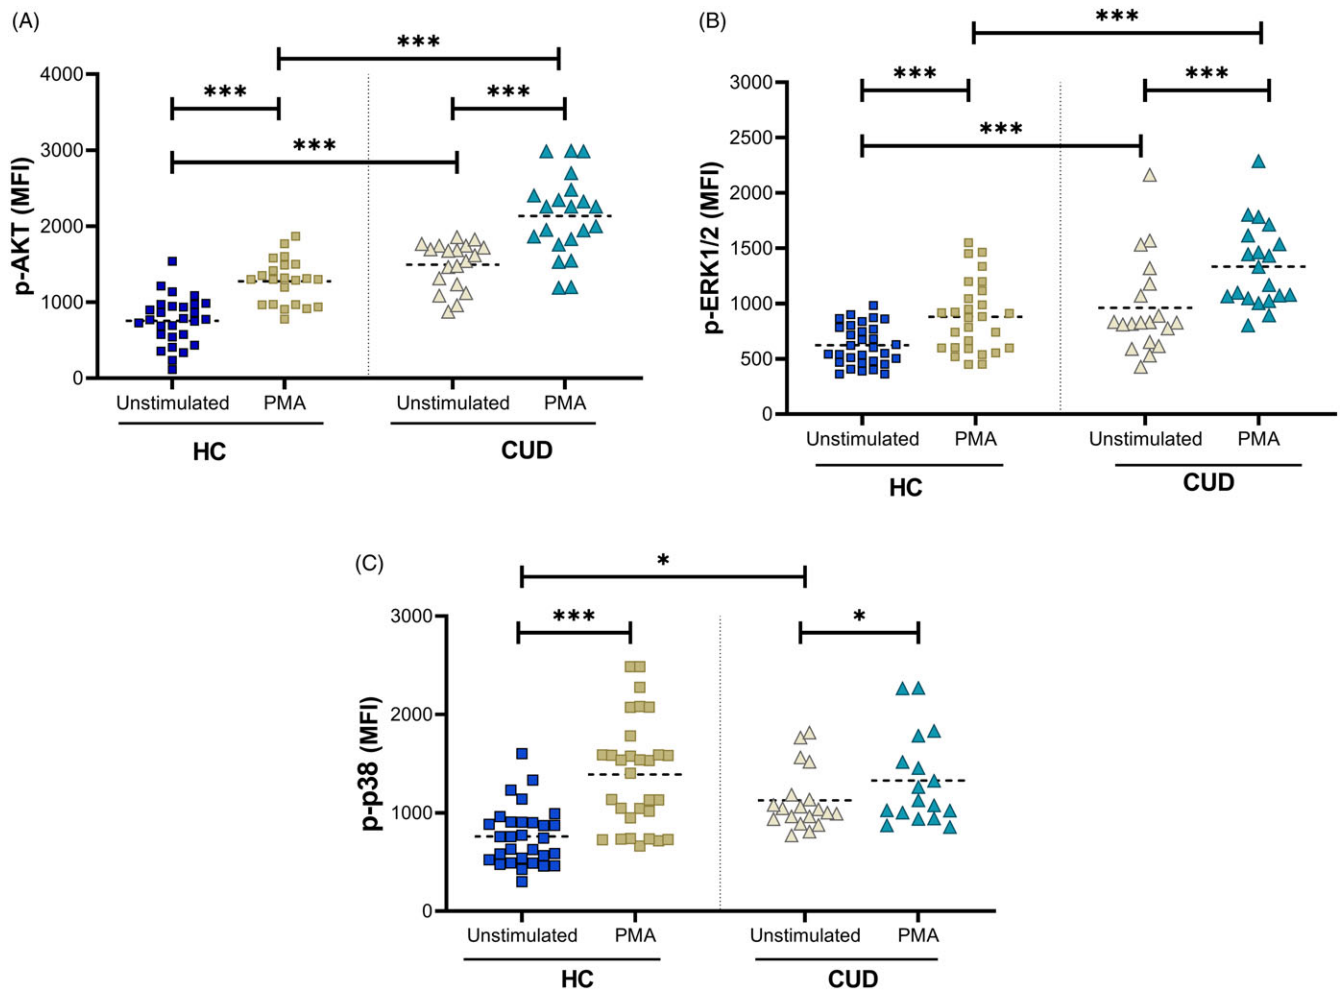 (A)
***
4000
***
***
3000
***
2000
1000
0
p-AKT (MFI)
Unstimulated PMA Unstimulated PMA
HC CUD
(B)
***
3000
***
***
2500
***
2000
1500
1000
500
0
p-ERK1/2 (MFI)
Unstimulated PMA Unstimulated PMA
HC CUD
(C)
*
3000
***
*
2000
1000
0
p-p38 (MFI)
Unstimulated PMA Unstimulated PMA
HC CUD